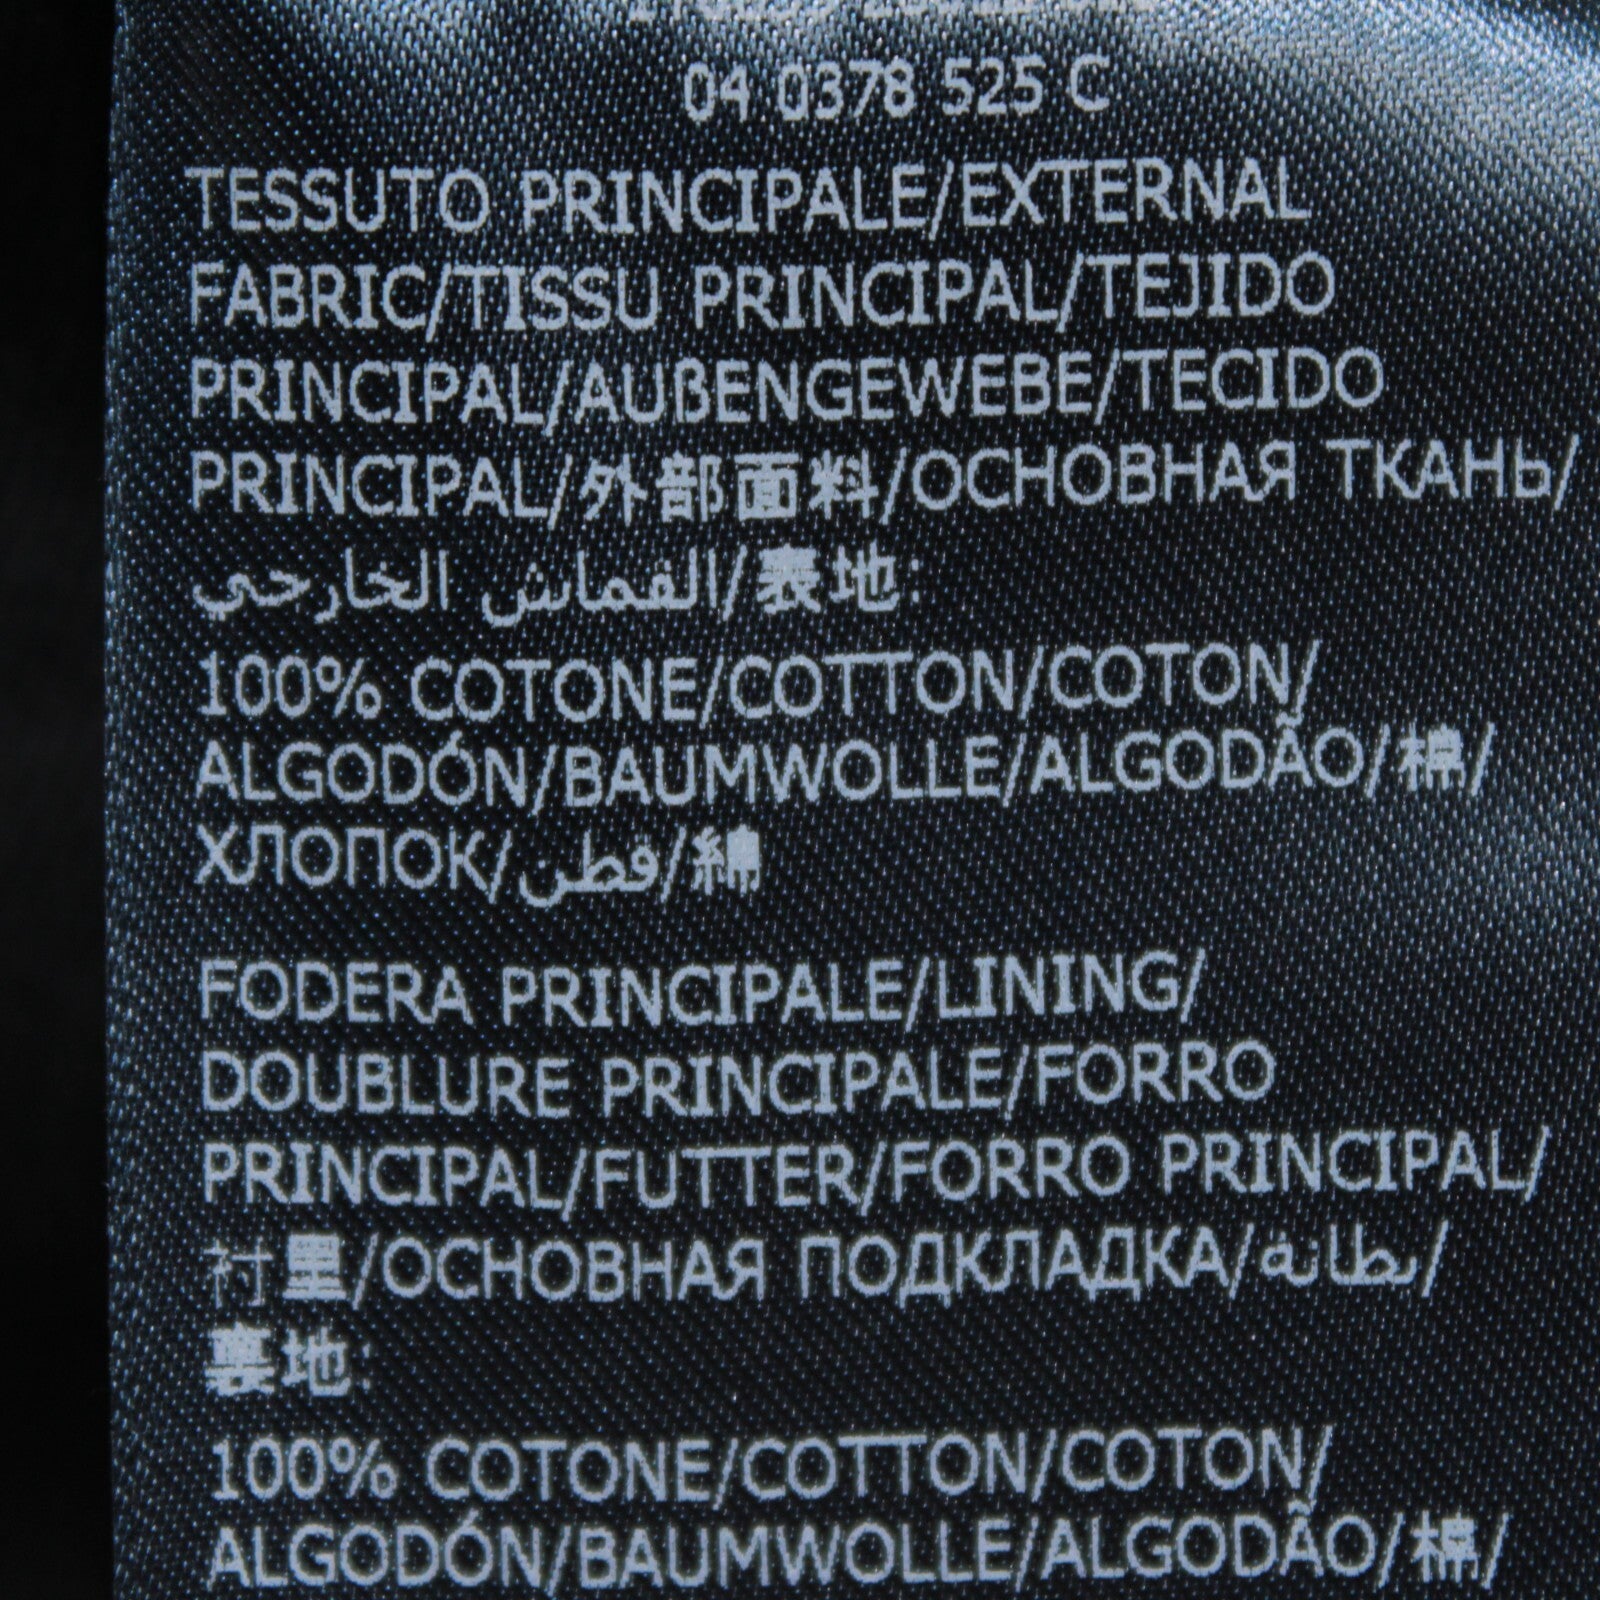 04 0378 525 C
TESSUTO PRINCIPALE/EXTERNAL
FABRIC/TISSU PRINCIPAL/TEJIDO
PRINCIPAL/AUßENGEWEBE/TECIDO
PRINCIPAL/外部面料/ОСНОВНАЯ ТКАНЬ/
القماش الخارجي/裏地:
100% COTONE/COTTON/COTON/
ALGODÓN/BAUMWOLLE/ALGODÃO/棉/
ХЛОПОК/قطن/綿
FODERA PRINCIPALE/LINING/
DOUBLURE PRINCIPALE/FORRO
PRINCIPAL/FUTTER/FORRO PRINCIPAL/
衬里/ОСНОВНАЯ ПОДКЛАДКА/بطانة/
裏地:
100% COTONE/COTTON/COTON/
ALGODÓN/BAUMWOLLE/ALGODÃO/棉/